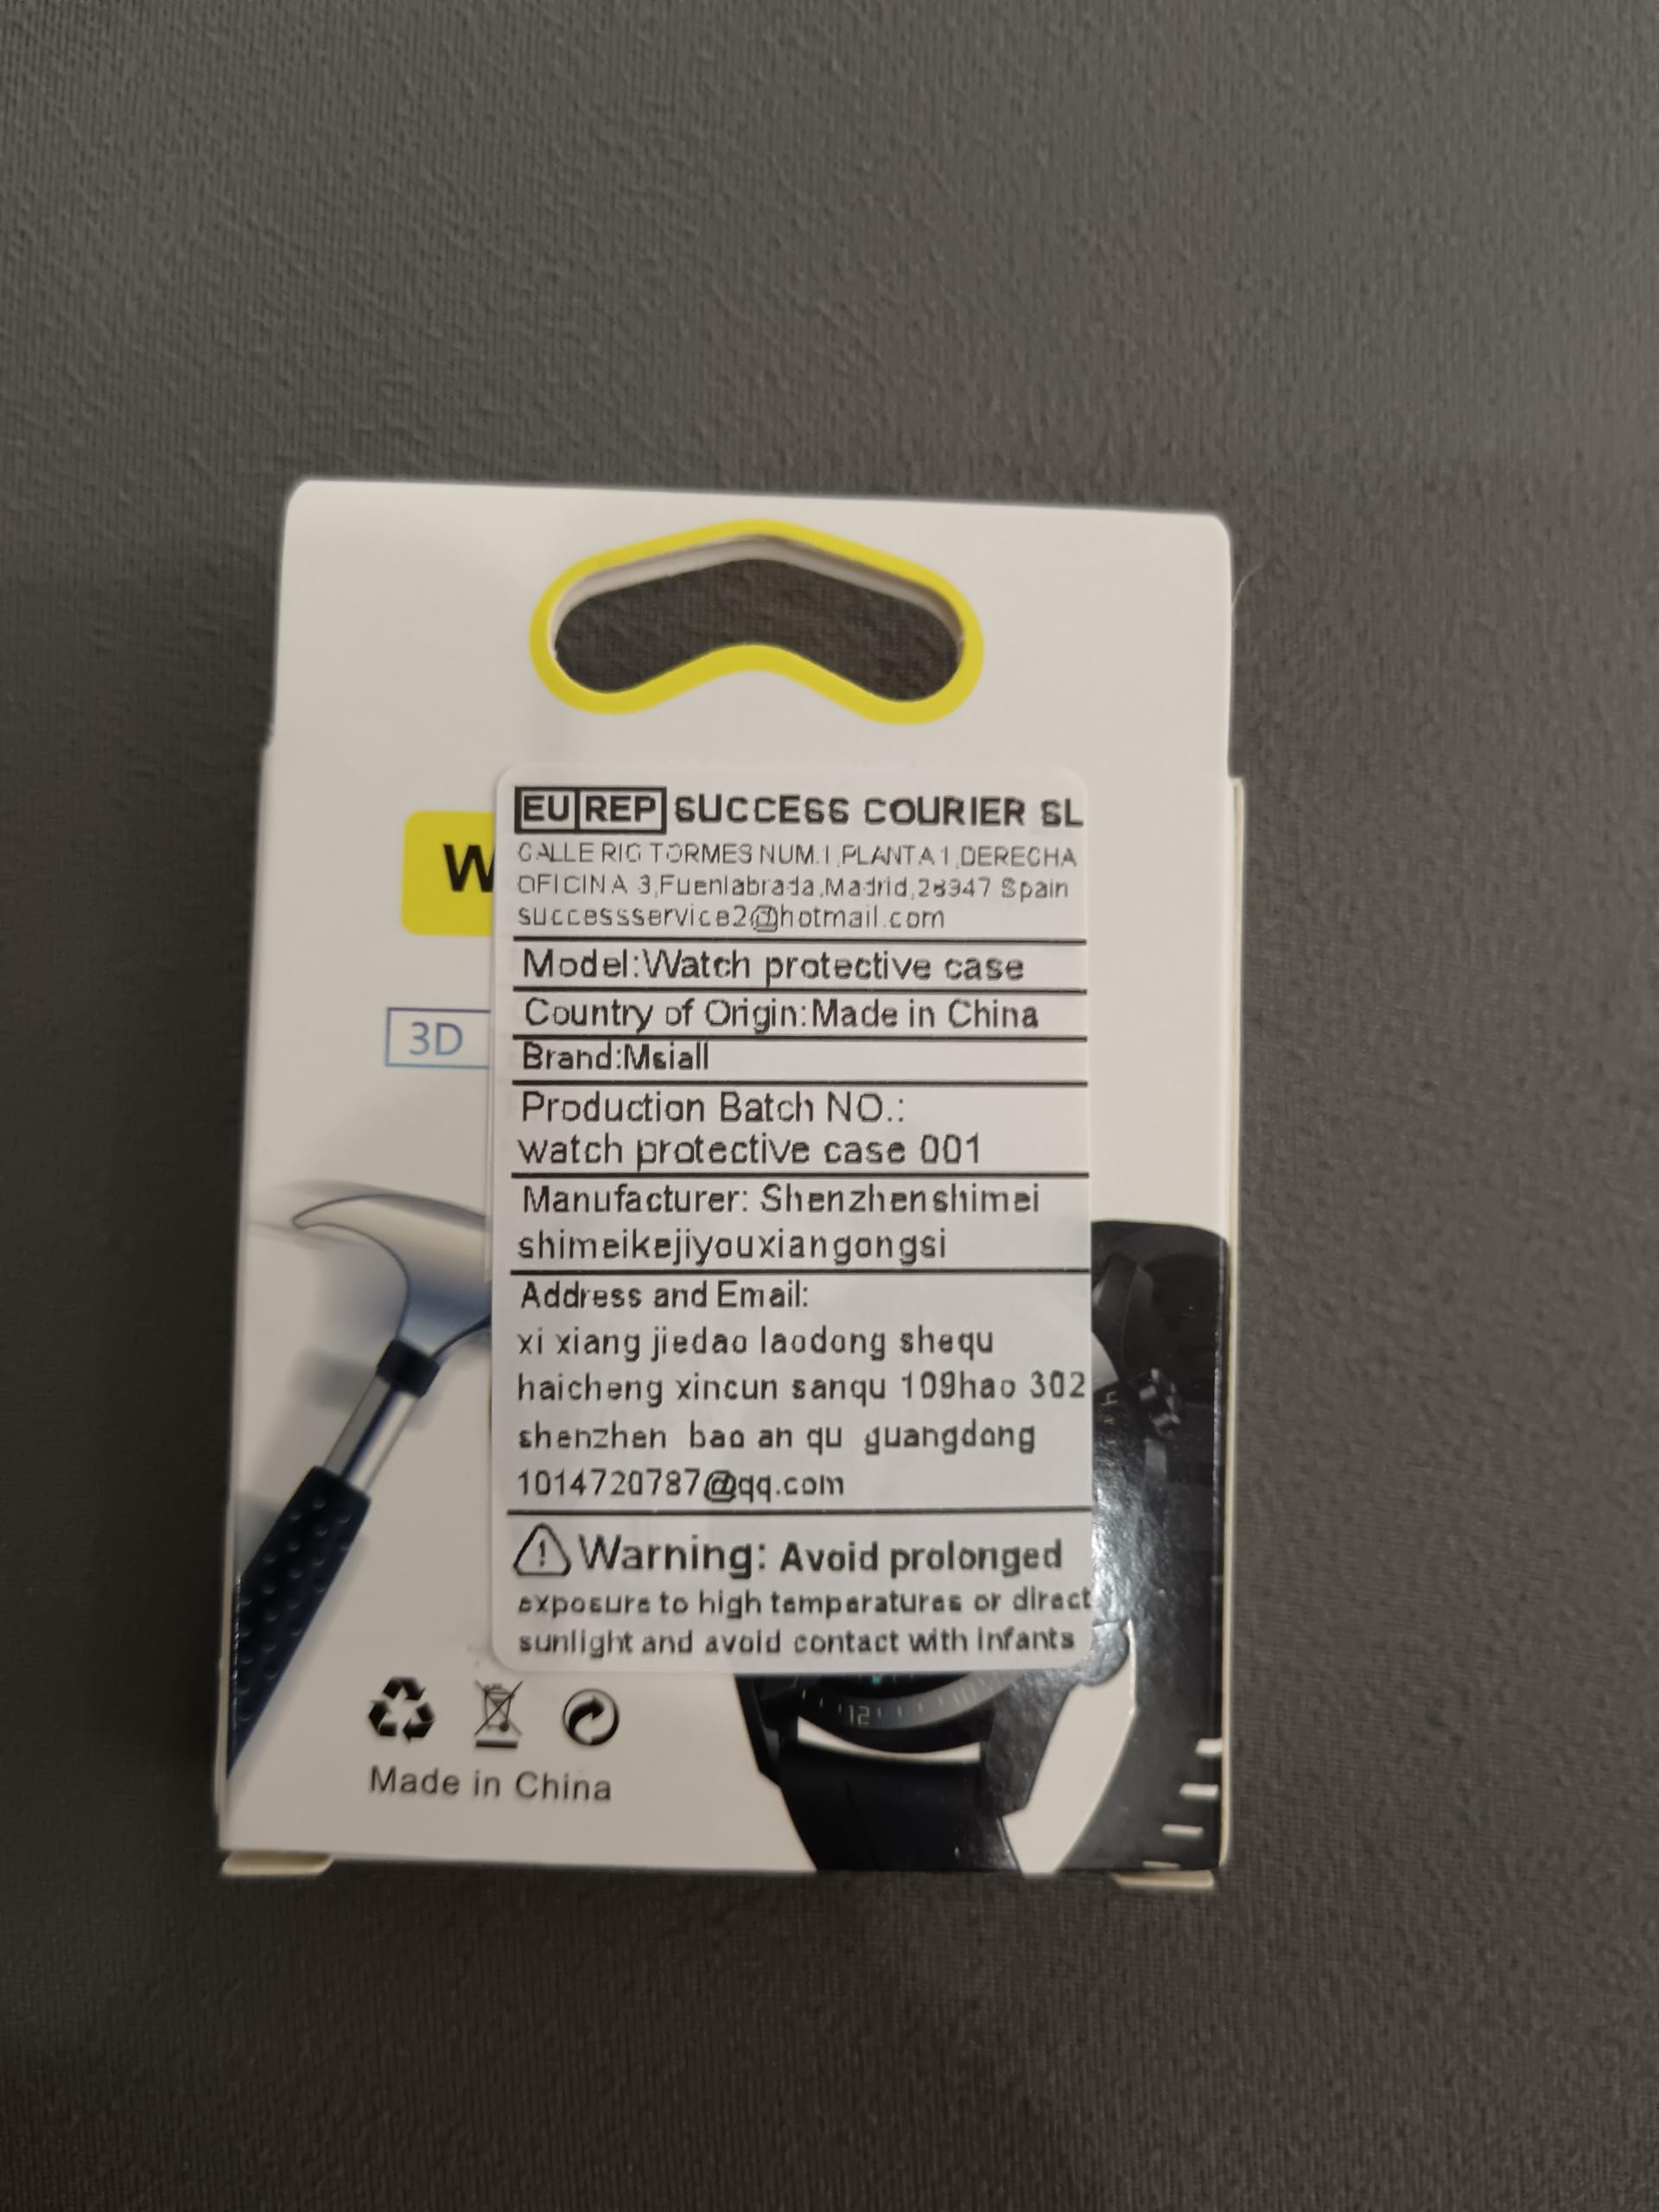 EU REP SUCCESS COURIER SL
CALLE RIO TORMES NUM.1,PLANTA 1,DERECHA
OFICINA 3,Fuenlabrada,Madrid,28947 Spain
successservice2@hotmail.com
W
Model:Watch protective case
Country of Origin:Made in China
3D
Brand:Msiall
Production Batch NO.:
watch protective case 001
Manufacturer: Shenzhenshimei
shimeikejiyouxiangongsi
Address and Email:
xi xiang jiedao laodong shequ
haicheng xincun sanqu 109hao 302
shenzhen bao an qu guangdong
1014720787@qq.com
Warning: Avoid prolonged
exposure to high temperatures or direct
sunlight and avoid contact with infants
12
Made in China